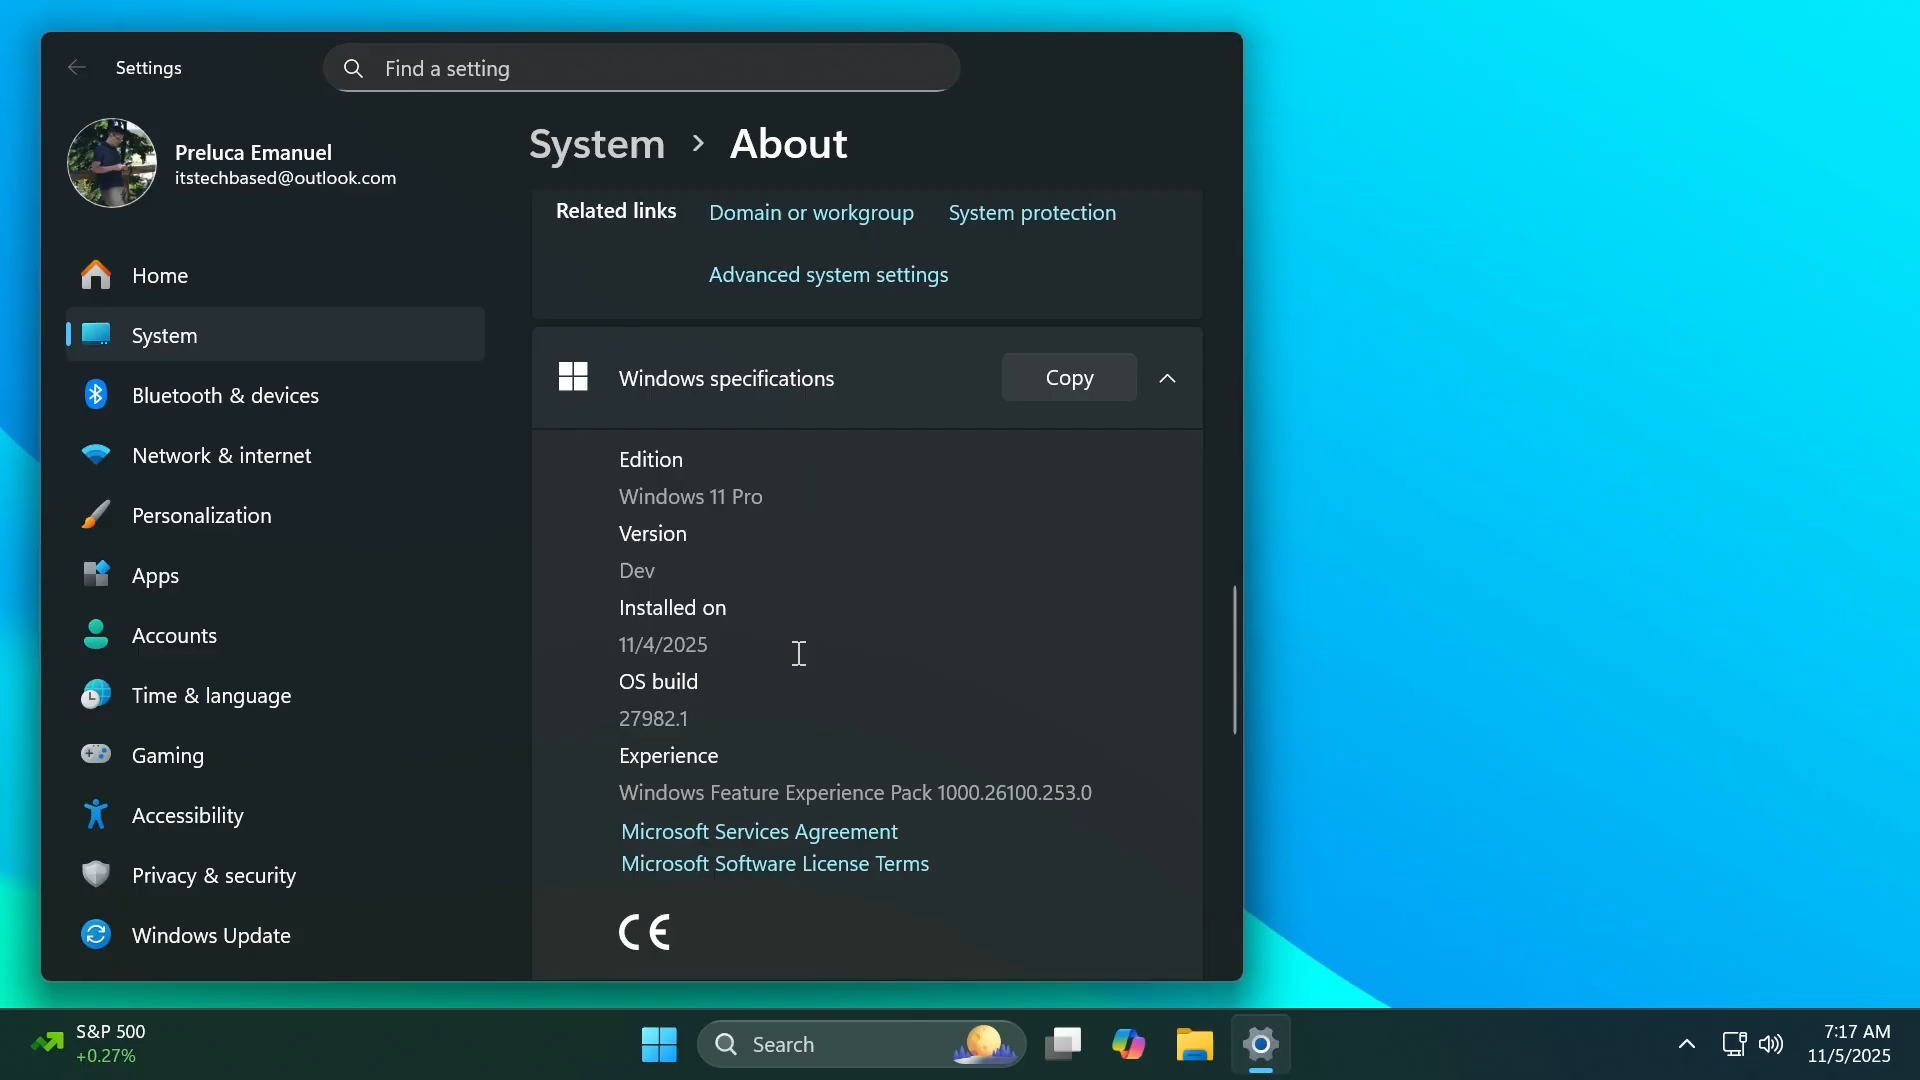 Settings
Find a setting
Preluca Emanuel
itstechbased@outlook.com
Home
System
Bluetooth & devices
Network & internet
Personalization
Apps
Accounts
Time & language
Gaming
Accessibility
Privacy & security
Windows Update
System > About
Related links Domain or workgroup System protection
Advanced system settings
Windows specifications Copy
Edition
Windows 11 Pro
Version
Dev
Installed on
11/4/2025
OS build
27982.1
Experience
Windows Feature Experience Pack 1000.26100.253.0
Microsoft Services Agreement
Microsoft Software License Terms
CE
S&P 500
+0.27%
Search
7:17 AM
11/5/2025